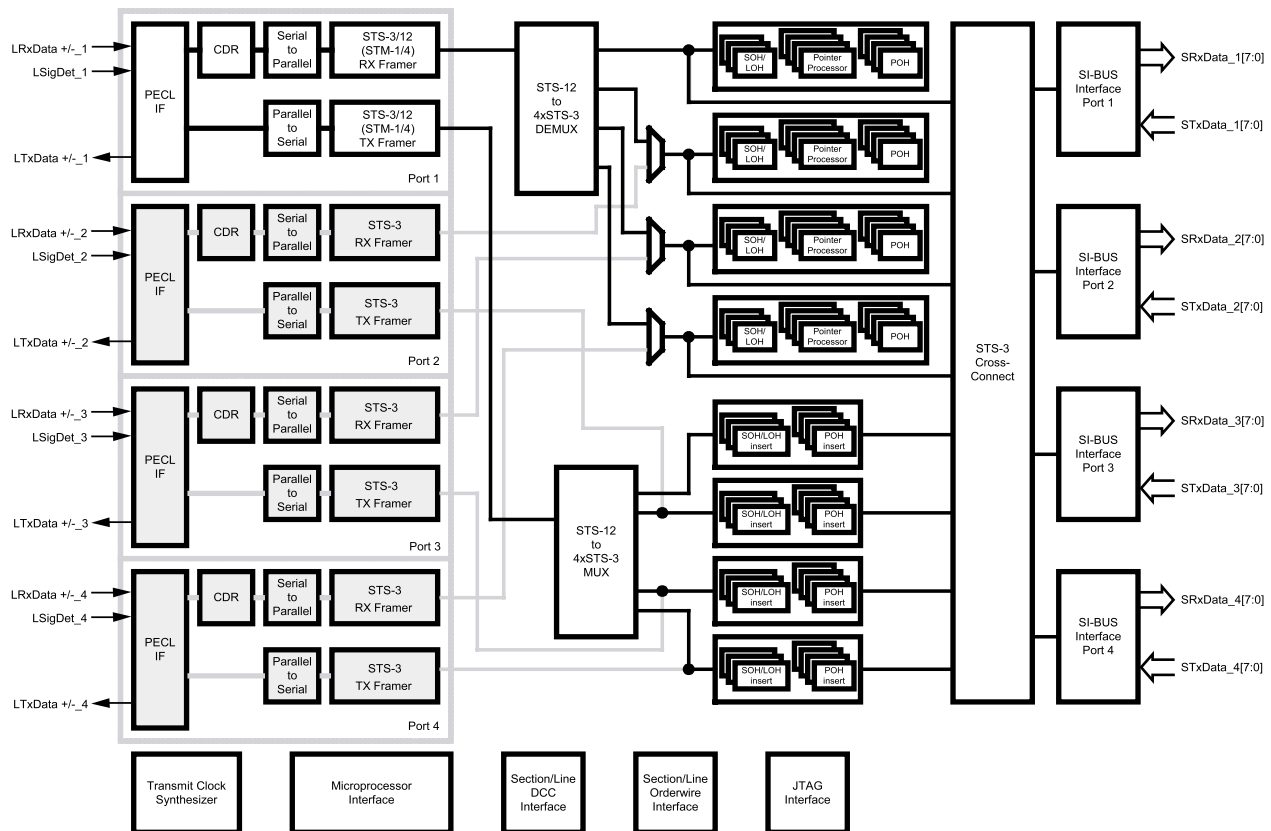 LRxData +/-_1
LSigDet_1
LTxData +/-_1
PECL
IF
CDR
Serial
to
Parallel
STS-3/12
(STM-1/4)
RX Framer
Parallel
to
Serial
STS-3/12
(STM-1/4)
TX Framer
Port 1
LRxData +/-_2
LSigDet_2
LTxData +/-_2
PECL
IF
CDR
Serial
to
Parallel
STS-3
RX Framer
Parallel
to
Serial
STS-3
TX Framer
Port 2
LRxData +/-_3
LSigDet_3
LTxData +/-_3
PECL
IF
CDR
Serial
to
Parallel
STS-3
RX Framer
Parallel
to
Serial
STS-3
TX Framer
Port 3
LRxData +/-_4
LSigDet_4
LTxData +/-_4
PECL
IF
CDR
Serial
to
Parallel
STS-3
RX Framer
Parallel
to
Serial
STS-3
TX Framer
Port 4
STS-12
to
4xSTS-3
DEMUX
STS-12
to
4xSTS-3
MUX
SOH/
LOH
Pointer
Processor
POH
SOH/
LOH
Pointer
Processor
POH
SOH/
LOH
Pointer
Processor
POH
SOH/
LOH
Pointer
Processor
POH
SOH/LOH
insert
POH
insert
SOH/LOH
insert
POH
insert
SOH/LOH
insert
POH
insert
SOH/LOH
insert
POH
insert
STS-3
Cross-
Connect
SI-BUS
Interface
Port 1
SRxData_1[7:0]
STxData_1[7:0]
SI-BUS
Interface
Port 2
SRxData_2[7:0]
STxData_2[7:0]
SI-BUS
Interface
Port 3
SRxData_3[7:0]
STxData_3[7:0]
SI-BUS
Interface
Port 4
SRxData_4[7:0]
STxData_4[7:0]
Transmit Clock
Synthesizer
Microprocessor
Interface
Section/Line
DCC
Interface
Section/Line
Orderwire
Interface
JTAG
Interface